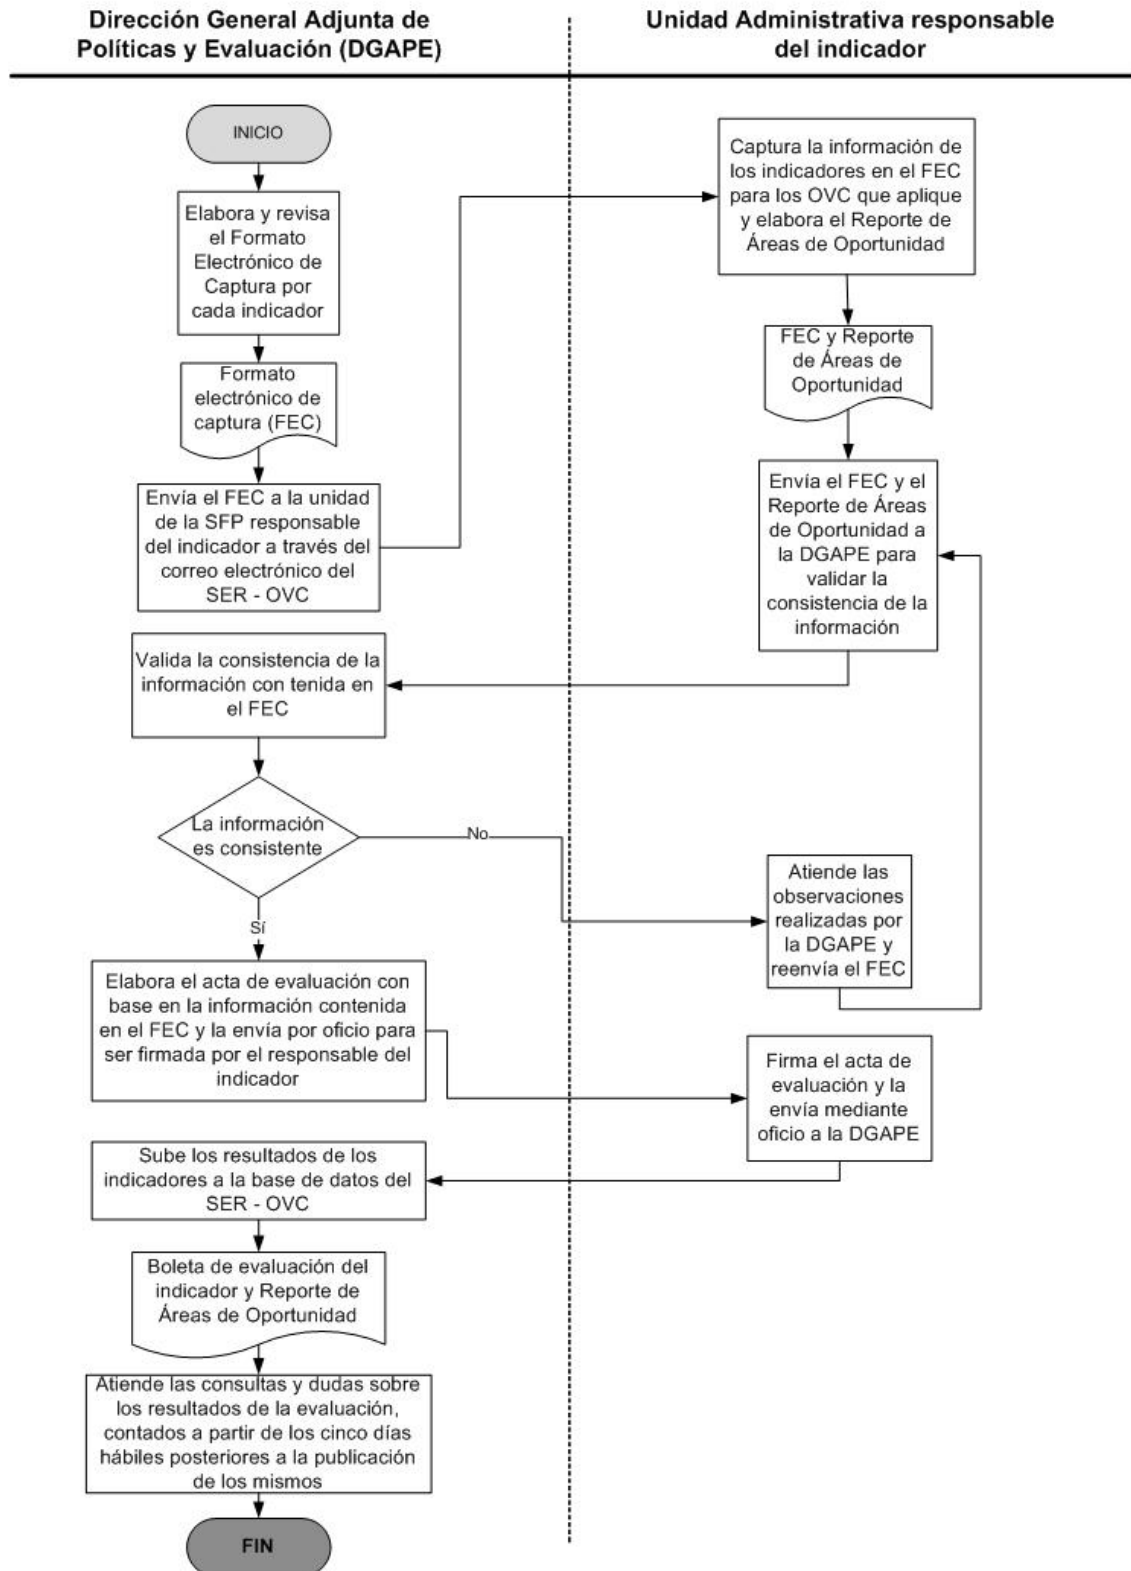 Dirección General Adjunta de
Políticas y Evaluación (DGAPE)
Unidad Administrativa responsable
del indicador
INICIO
Elabora y revisa
el Formato
Electrónico de
Captura por
cada indicador
Formato
electrónico de
captura (FEC)
Envía el FEC a la unidad
de la SFP responsable
del indicador a través del
correo electrónico del
SER - OVC
Captura la información de
los indicadores en el FEC
para los OVC que aplique
y elabora el Reporte de
Áreas de Oportunidad
FEC y Reporte
de Áreas de
Oportunidad
Envía el FEC y el
Reporte de Áreas
de Oportunidad a
la DGAPE para
validar la
consistencia de la
información
Valida la consistencia de la
información con tenida en
el FEC
La información
es consistente
No
Atiende las
observaciones
realizadas por
la DGAPE y
reenvía el FEC
Sí
Elabora el acta de evaluación con
base en la información contenida
en el FEC y la envía por oficio para
ser firmada por el responsable del
indicador
Firma el acta de
evaluación y la
envía mediante
oficio a la DGAPE
Sube los resultados de los
indicadores a la base de datos del
SER - OVC
Boleta de evaluación del
indicador y Reporte de
Áreas de Oportunidad
Atiende las consultas y dudas sobre
los resultados de la evaluación,
contados a partir de los cinco días
hábiles posteriores a la publicación
de los mismos
FIN